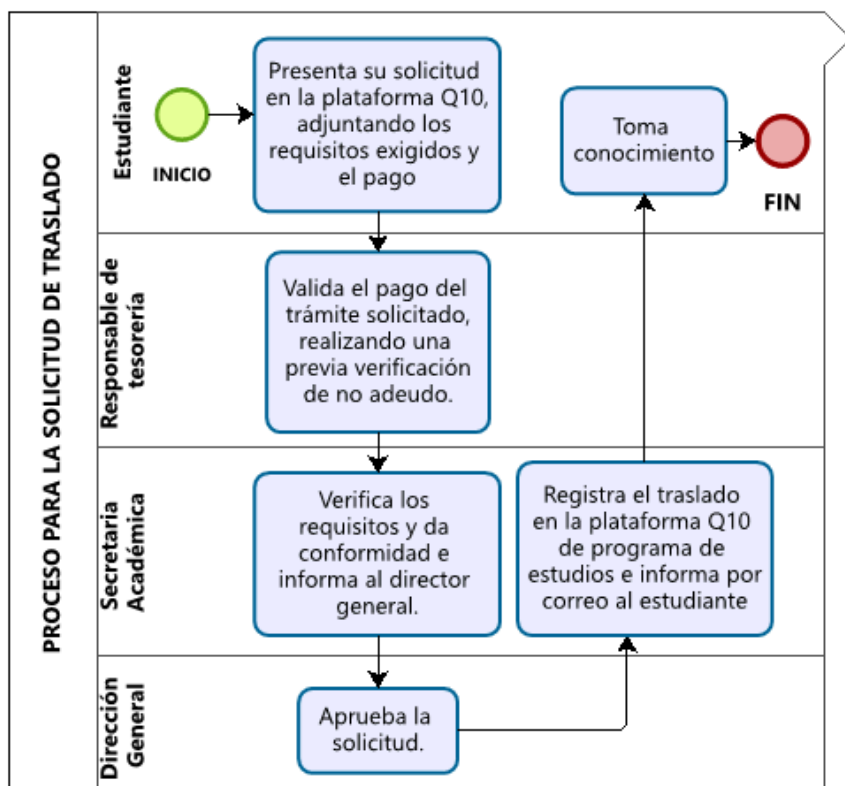 PROCESO PARA LA SOLICITUD DE TRASLADO
Estudiante
INICIO
Presenta su solicitud
en la plataforma Q10,
adjuntando los
requisitos exigidos y
el pago
Toma
conocimiento
FIN
Responsable de
tesorería
Valida el pago del
trámite solicitado,
realizando una
previa verificación
de no adeudo.
Secretaria
Académica
Verifica los
requisitos y da
conformidad e
informa al director
general.
Registra el traslado
en la plataforma Q10
de programa de
estudios e informa por
correo al estudiante
Dirección
General
Aprueba la
solicitud.